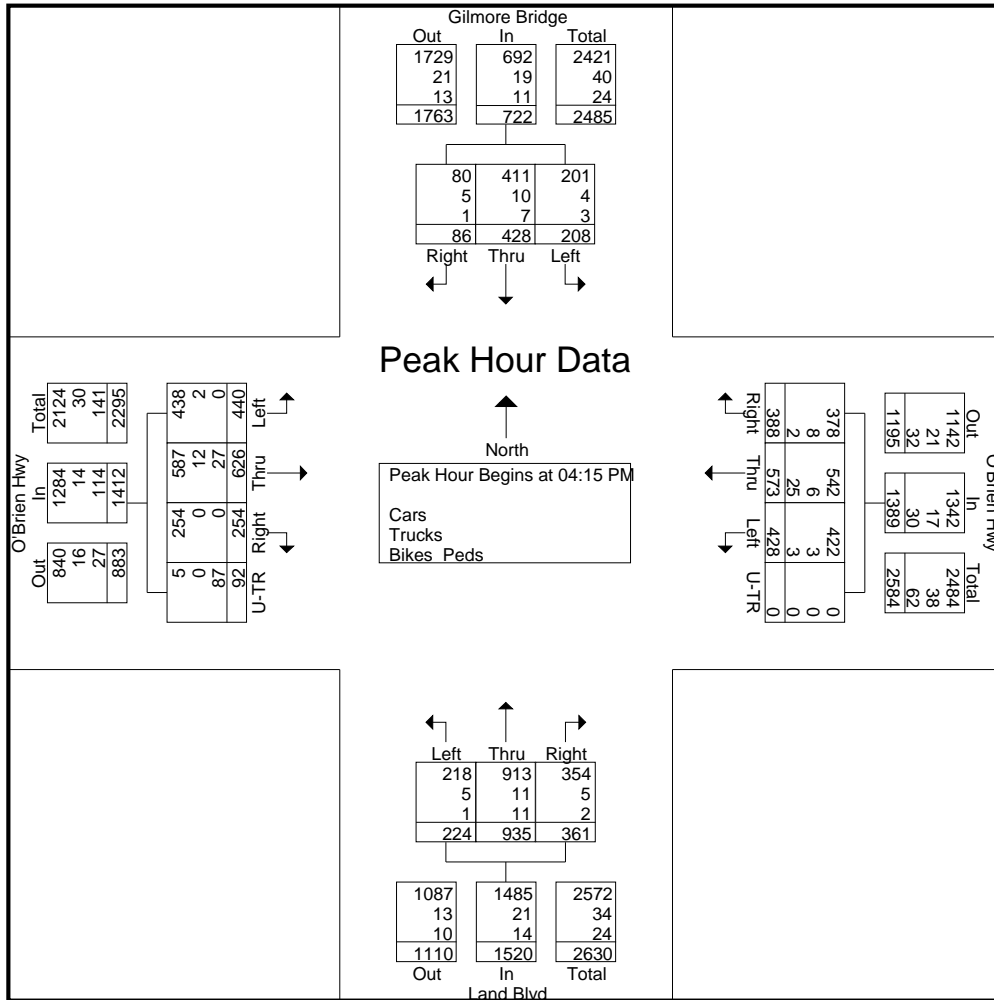 Gilmore Bridge
Out In Total
1729 692 2421
21 19 40
13 11 24
1763 722 2485
80 411 201
5 10 4
1 7 3
86 428 208
Right Thru Left
Peak Hour Data
O'Brien Hwy
Total
2124 30 141 2295
In
1284 14 114 1412
Out
840 16 27 883
438 2 0 440
Left
587 12 27 626
Thru
254 0 0 254
Right
5 0 87 92
U-TR
North
Peak Hour Begins at 04:15 PM
Cars
Trucks
Bikes Peds
Right
378 8 2 388
Thru
542 6 25 573
Left
422 3 3 428
U-TR
0 0 0 0
Out
1142 21 32 1195
In
1342 17 30 1389
Total
2484 38 62 2584
O'Brien Hwy
Left Thru Right
218 913 354
5 11 5
1 11 2
224 935 361
1087 1485 2572
13 21 34
10 14 24
1110 1520 2630
Out In Total
Land Blvd